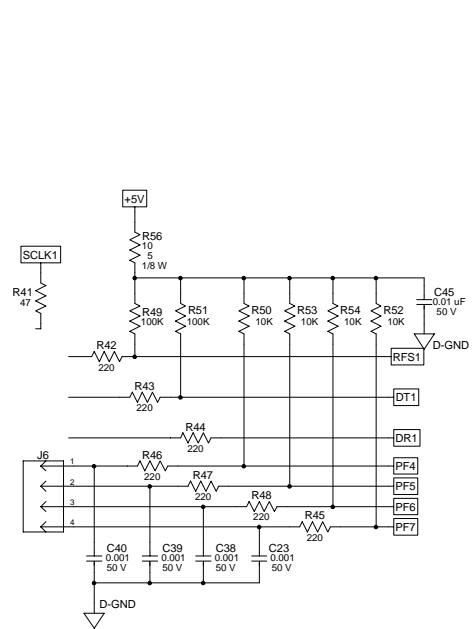 +5V
R56
10
5
1/8 W
SCLK1
R41
47
C45
0.01 uF
50 V
R49
100K
R51
100K
R50
10K
R53
10K
R54
10K
R52
10K
D-GND
R42
220
RFS1
R43
220
DT1
R44
220
DR1
J6
1
R46
220
PF4
2
R47
220
PF5
3
R48
220
PF6
4
R45
220
PF7
C40
0.001
50 V
C39
0.001
50 V
C38
0.001
50 V
C23
0.001
50 V
D-GND